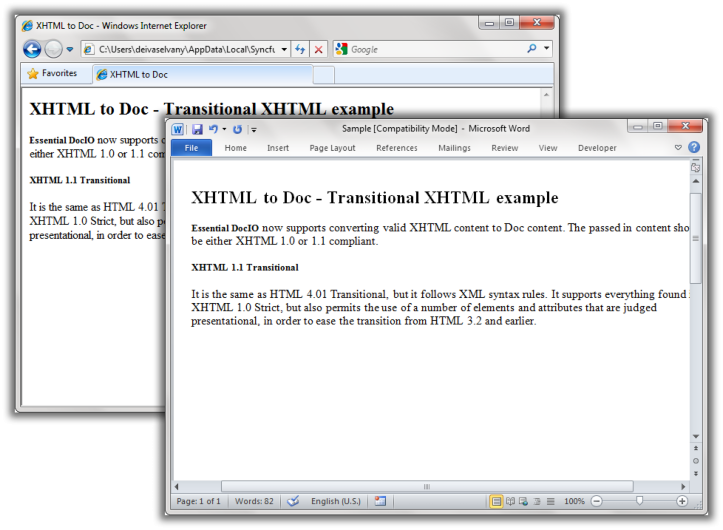 XHTML to Doc - Windows Internet Explorer
C:\Users\deivaselvany\AppData\Local\Syncfu
Google
Favorites
XHTML to Doc
XHTML to Doc - Transitional XHTML example
Essential DocIO now supports
either XHTML 1.0 or 1.1
XHTML 1.1 Transitional
It is the same as HTML 4.01
XHTML 1.0 Strict, but also
presentational, in order to ease
Sample [Compatibility Mode] - Microsoft Word
File Home Insert Page Layout References Mailings Review View Developer
XHTML to Doc - Transitional XHTML example
Essential DocIO now supports converting valid XHTML content to Doc content. The passed in content sho
be either XHTML 1.0 or 1.1 compliant.
XHTML 1.1 Transitional
It is the same as HTML 4.01 Transitional, but it follows XML syntax rules. It supports everything found
XHTML 1.0 Strict, but also permits the use of a number of elements and attributes that are judged
presentational, in order to ease the transition from HTML 3.2 and earlier.
Page: 1 of 1 Words: 82 English (U.S.) 100%